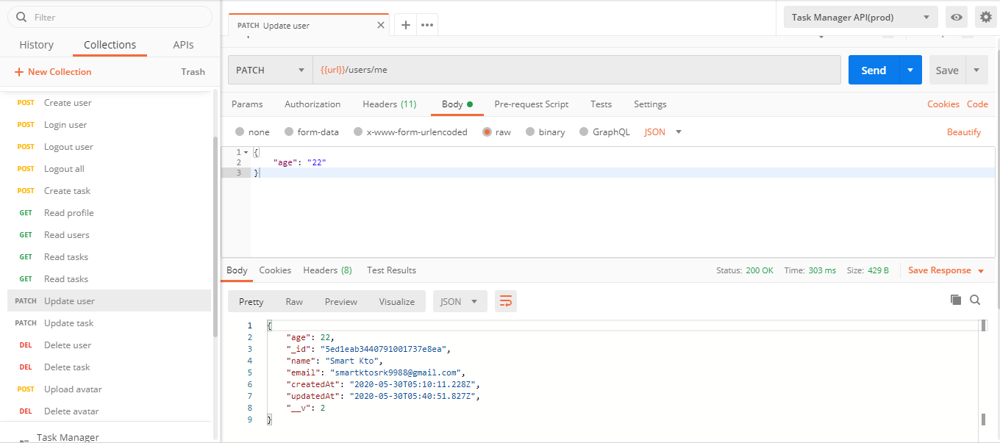 Filter
History Collections APIs
+ New Collection Trash
POST Create user
POST Login user
POST Logout user
POST Logout all
POST Create task
GET Read profile
GET Read users
GET Read tasks
GET Read tasks
PATCH Update user
PATCH Update task
DEL Delete user
DEL Delete task
POST Upload avatar
DEL Delete avatar
Task Manager
PATCH Update user
Task Manager API(prod)
PATCH {{url}}/users/me Send Save
Params Authorization Headers (11) Body Pre-request Script Tests Settings Cookies Code
none form-data x-www-form-urlencoded raw binary GraphQL JSON Beautify
1 {
2 "age": "22"
3 }
Body Cookies Headers (8) Test Results Status: 200 OK Time: 303 ms Size: 429 B Save Response
Pretty Raw Preview Visualize JSON
1 {
2 "age": 22,
3 "_id": "5ed1eab3440791001737e8ea",
4 "name": "Smart Kto",
5 "email": "smartktosrk9988@gmail.com",
6 "createdAt": "2020-05-30T05:10:11.228Z",
7 "updatedAt": "2020-05-30T05:40:51.827Z",
8 "__v": 2
9 }